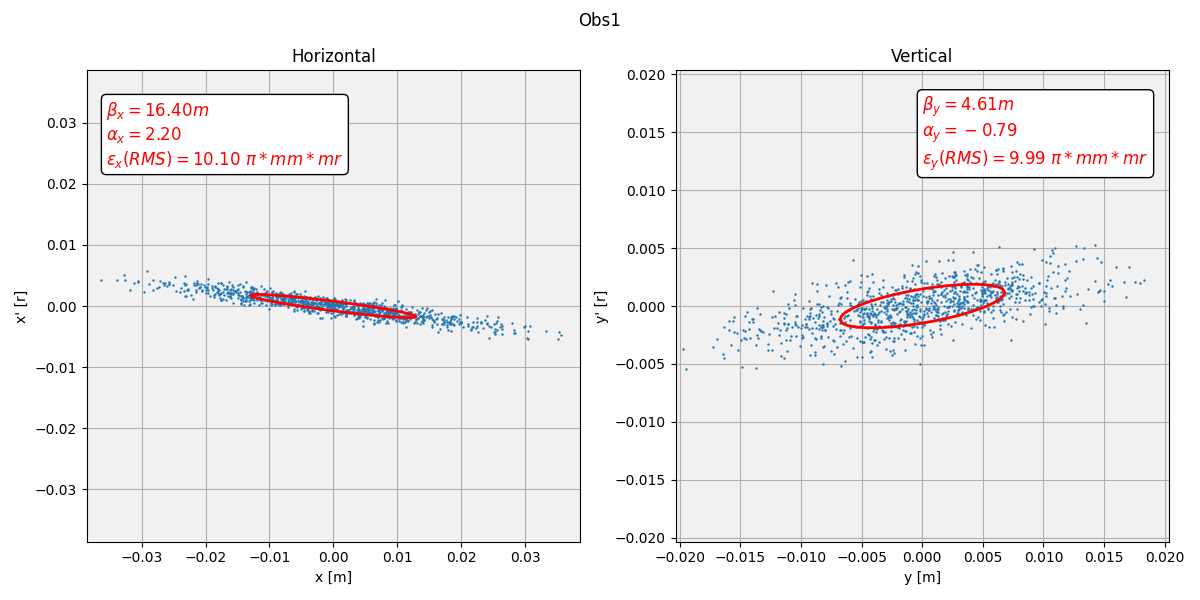 Obs1
Horizontal
βx = 16.40m
αx = 2.20
εx(RMS) = 10.10 π * mm * mr
0.03
0.02
0.01
0.00
−0.01
−0.02
−0.03
x' [r]
−0.03 −0.02 −0.01 0.00 0.01 0.02 0.03
x [m]
Vertical
βy = 4.61m
αy = −0.79
εy(RMS) = 9.99 π * mm * mr
0.020
0.015
0.010
0.005
0.000
−0.005
−0.010
−0.015
−0.020
y' [r]
−0.020 −0.015 −0.010 −0.005 0.000 0.005 0.010 0.015 0.020
y [m]